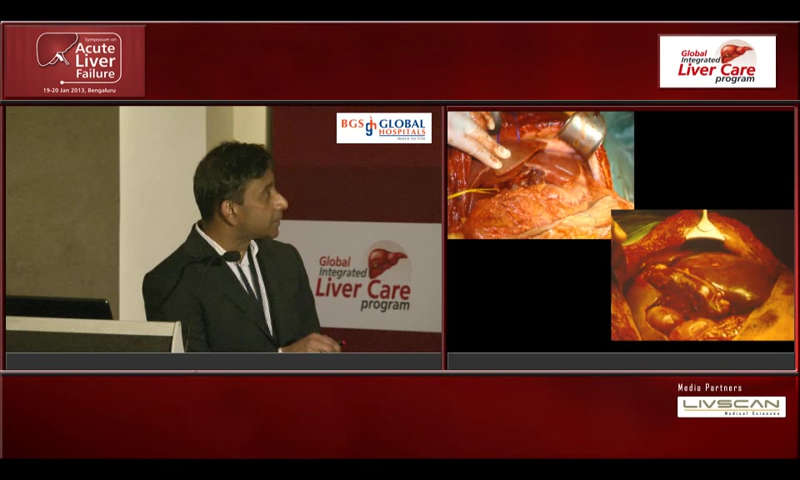 Symposium on
Acute
Liver
Failure
19-20 Jan 2013, Bengaluru
Global
Integrated
Liver Care
program
BGS GLOBAL
HOSPITALS
Global
Integrated
Liver Care
program
Media Partners
LIVSCAN
Medical Sciences